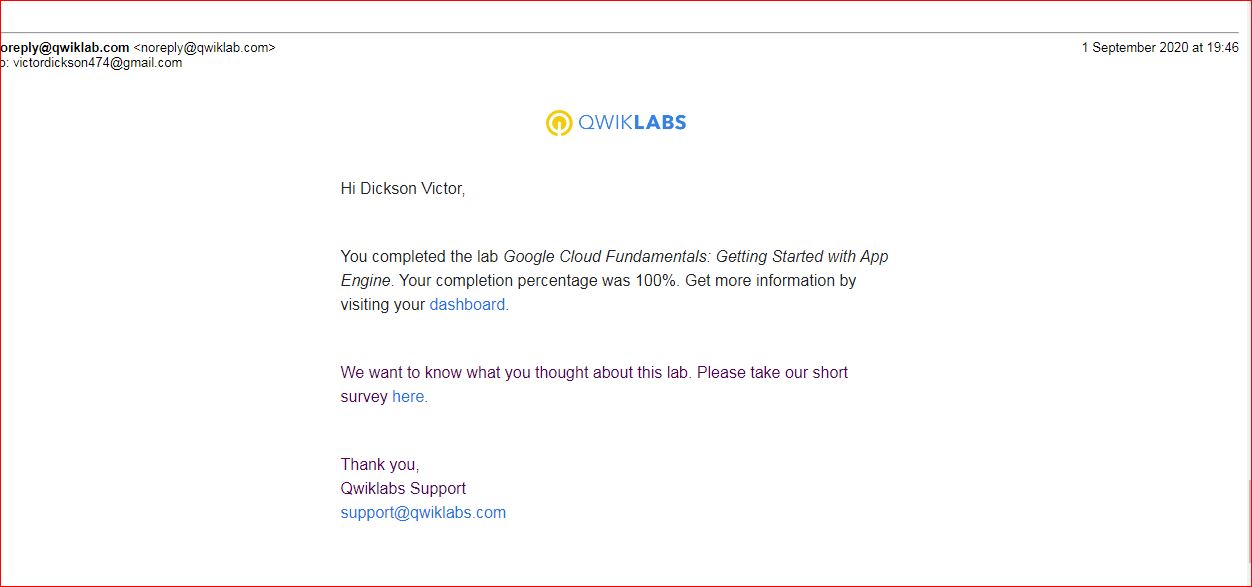 oreply@qwiklab.com <noreply@qwiklab.com>
1 September 2020 at 19:46
o: victordickson474@gmail.com
QWIKLABS
Hi Dickson Victor,
You completed the lab Google Cloud Fundamentals: Getting Started with App
Engine. Your completion percentage was 100%. Get more information by
visiting your dashboard.
We want to know what you thought about this lab. Please take our short
survey here.
Thank you,
Qwiklabs Support
support@qwiklabs.com